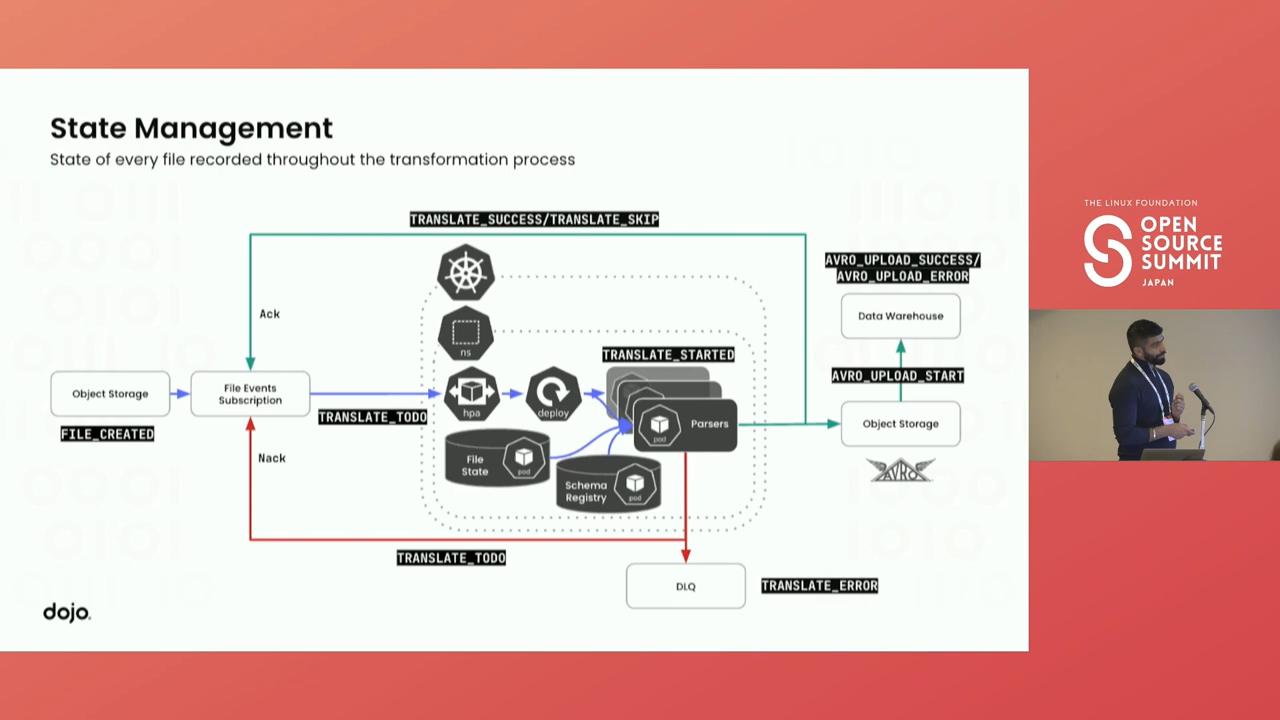 State Management
State of every file recorded throughout the transformation process
TRANSLATE_SUCCESS/TRANSLATE_SKIP
AVRO_UPLOAD_SUCCESS/
AVRO_UPLOAD_ERROR
Data Warehouse
AVRO_UPLOAD_START
Object Storage
AVRO
Ack
ns
TRANSLATE_STARTED
Object Storage
FILE_CREATED
File Events
Subscription
TRANSLATE_TODO
hpa
deploy
pod
Parsers
File
State
pod
Schema
Registry
pod
Nack
TRANSLATE_TODO
DLQ
TRANSLATE_ERROR
dojo.
THE LINUX FOUNDATION
OPEN
SOURCE
SUMMIT
JAPAN